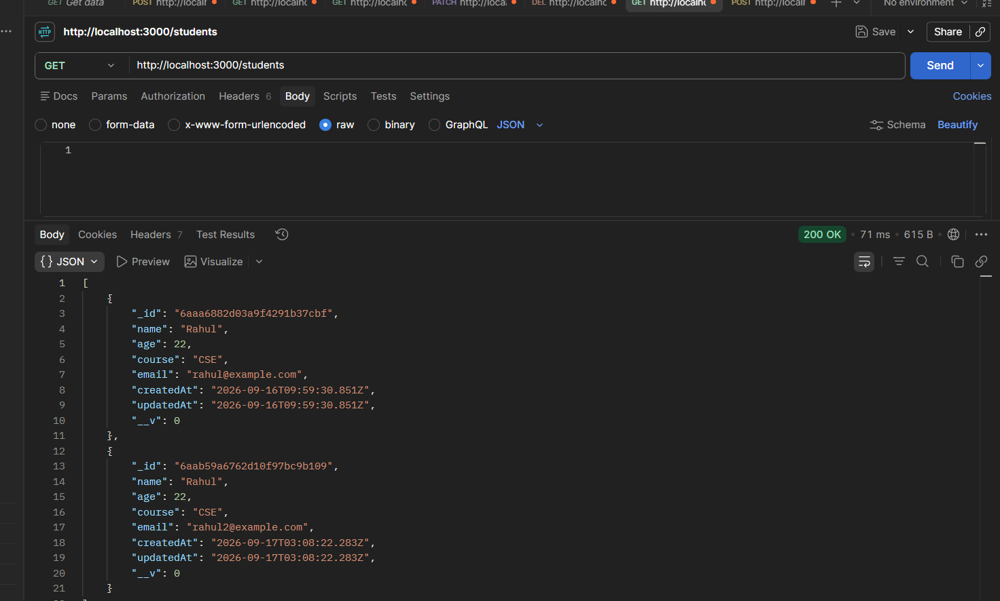 GET Get data POST http://localh GET http://localhc GET http://localhc PATCH http://loca. DEL http://localhc GET http://localhc POST http://localh No environment
HTTP http://localhost:3000/students Save Share
GET http://localhost:3000/students Send
Docs Params Authorization Headers 6 Body Scripts Tests Settings Cookies
none form-data x-www-form-urlencoded raw binary GraphQL JSON Schema Beautify
1
Body Cookies Headers 7 Test Results 200 OK • 71 ms • 615 B •
{} JSON Preview Visualize
1 [
2 {
3 "_id": "6aaa6882d03a9f4291b37cbf",
4 "name": "Rahul",
5 "age": 22,
6 "course": "CSE",
7 "email": "rahul@example.com",
8 "createdAt": "2026-09-16T09:59:30.851Z",
9 "updatedAt": "2026-09-16T09:59:30.851Z",
10 "__v": 0
11 },
12 {
13 "_id": "6aab59a6762d10f97bc9b109",
14 "name": "Rahul",
15 "age": 22,
16 "course": "CSE",
17 "email": "rahul2@example.com",
18 "createdAt": "2026-09-17T03:08:22.283Z",
19 "updatedAt": "2026-09-17T03:08:22.283Z",
20 "__v": 0
21 }